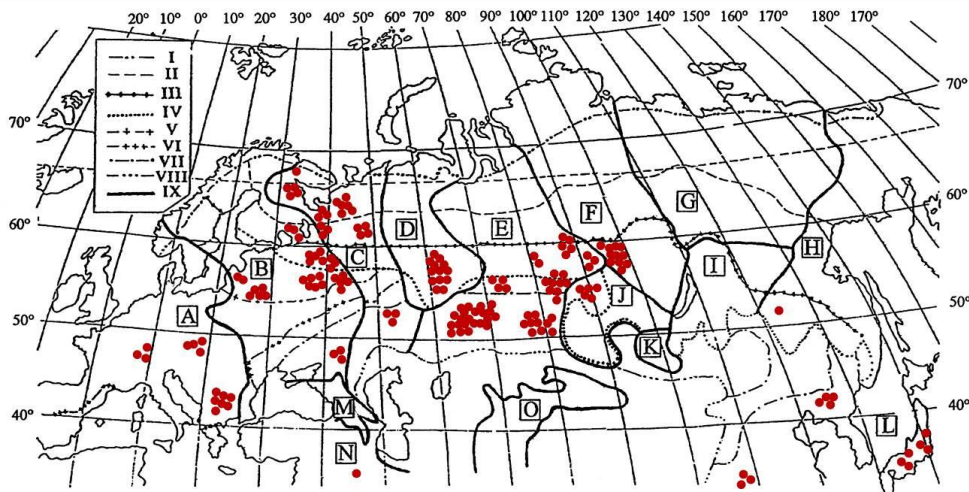 20° 10° 0° 10° 20° 30° 40° 50° 60° 70° 80° 90° 100° 110° 120° 130° 140° 150° 160° 170° 180° 170°
I
II
III
IV
V
VI
VII
VIII
IX
70° 70°
60° 60°
50° 50°
40° 40°
A
B
C
D
E
F
G
H
I
J
K
L
M
N
O